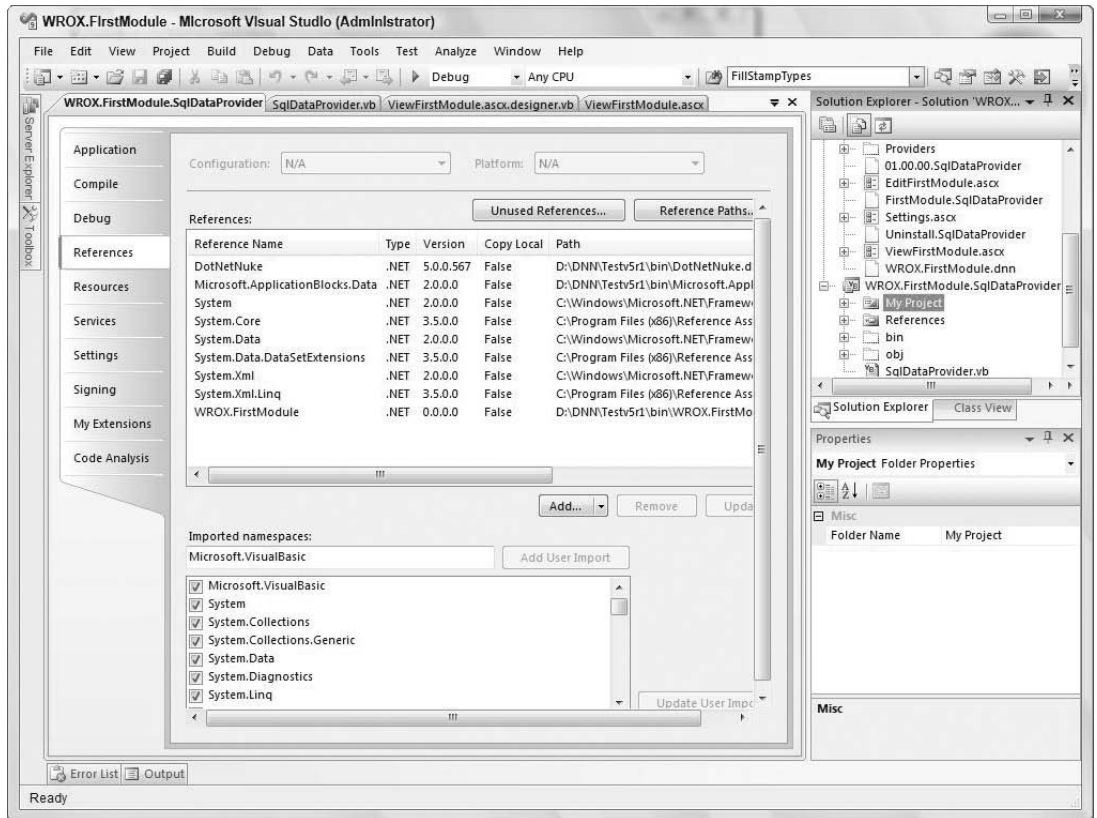 WROX.FirstModule - Microsoft Visual Studio (Administrator)
File Edit View Project Build Debug Data Tools Test Analyze Window Help
Debug Any CPU FillStampTypes
Server Explorer
Toolbox
WROX.FirstModule.SqlDataProvider SqlDataProvider.vb ViewFirstModule.ascx.designer.vb ViewFirstModule.ascx
Application
Compile
Debug
References
Resources
Services
Settings
Signing
My Extensions
Code Analysis
Configuration: N/A Platform: N/A
Unused References... Reference Paths..
References:
Reference Name Type Version Copy Local Path
DotNetNuke .NET 5.0.0.567 False D:\DNN\Testv5r1\bin\DotNetNuke.d
Microsoft.ApplicationBlocks.Data .NET 2.0.0.0 False D:\DNN\Testv5r1\bin\Microsoft.Appl
System .NET 2.0.0.0 False C:\Windows\Microsoft.NET\Framew
System.Core .NET 3.5.0.0 False C:\Program Files (x86)\Reference Ass
System.Data .NET 2.0.0.0 False C:\Windows\Microsoft.NET\Framew
System.Data.DataSetExtensions .NET 3.5.0.0 False C:\Program Files (x86)\Reference Ass
System.Xml .NET 2.0.0.0 False C:\Windows\Microsoft.NET\Framew
System.Xml.Linq .NET 3.5.0.0 False C:\Program Files (x86)\Reference Ass
WROX.FirstModule .NET 0.0.0.0 False D:\DNN\Testv5r1\bin\WROX.FirstMo
Add... Remove Upda
Imported namespaces:
Microsoft.VisualBasic Add User Import
Microsoft.VisualBasic
System
System.Collections
System.Collections.Generic
System.Data
System.Diagnostics
System.Linq
Update User Impo
Solution Explorer - Solution 'WROX...
Providers
01.00.00.SqlDataProvider
EditFirstModule.ascx
FirstModule.SqlDataProvider
Settings.ascx
Uninstall.SqlDataProvider
ViewFirstModule.ascx
WROX.FirstModule.dnn
WROX.FirstModule.SqlDataProvider
My Project
References
bin
obj
SqlDataProvider.vb
Solution Explorer Class View
Properties
My Project Folder Properties
Misc
Folder Name My Project
Misc
Error List Output
Ready